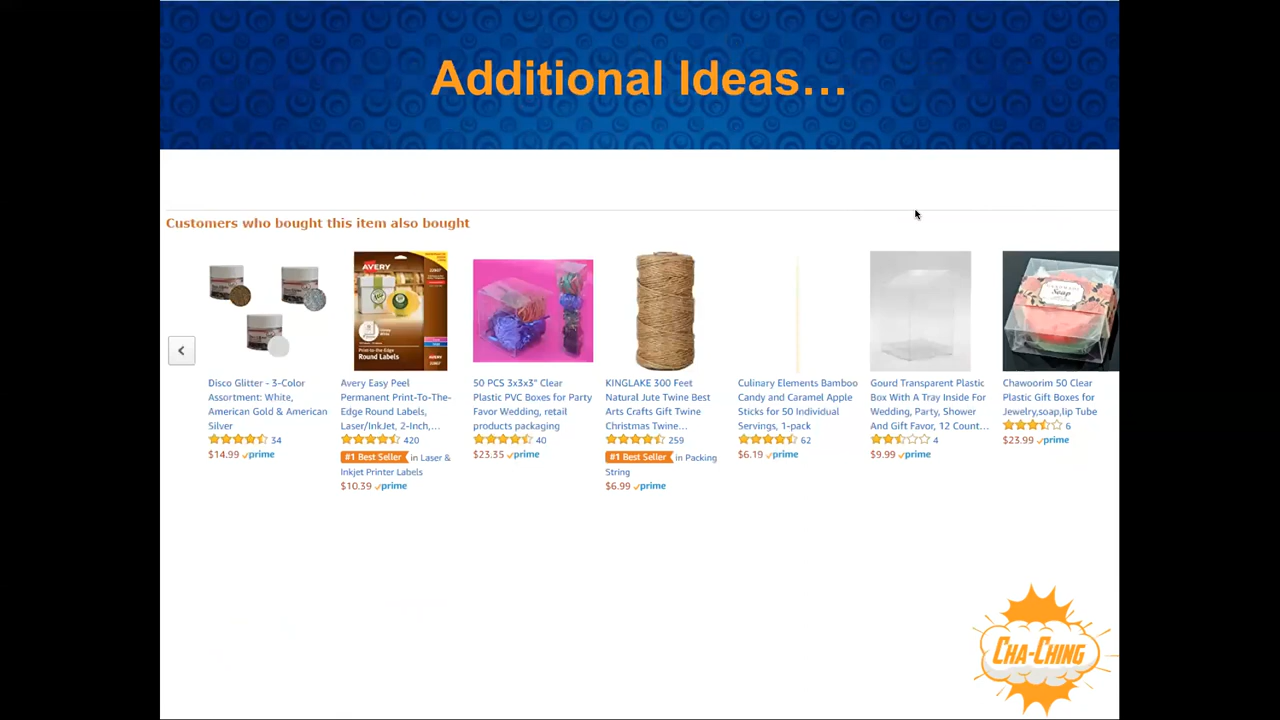 Additional Ideas...
Customers who bought this item also bought
AVERY
Round Labels
Soap
Disco Glitter - 3-Color
Assortment: White,
American Gold & American
Silver
34
$14.99 prime
Avery Easy Peel
Permanent Print-To-The-
Edge Round Labels,
Laser/InkJet, 2-Inch,...
420
#1 Best Seller in Laser &
Inkjet Printer Labels
$10.39 prime
50 PCS 3x3x3" Clear
Plastic PVC Boxes for Party
Favor Wedding, retail
products packaging
40
$23.35 prime
KINGLAKE 300 Feet
Natural Jute Twine Best
Arts Crafts Gift Twine
Christmas Twine...
259
#1 Best Seller in Packing
String
$6.99 prime
Culinary Elements Bamboo
Candy and Caramel Apple
Sticks for 50 Individual
Servings, 1-pack
62
$6.19 prime
Gourd Transparent Plastic
Box With A Tray Inside For
Wedding, Party, Shower
And Gift Favor, 12 Count...
4
$9.99 prime
Chawoorim 50 Clear
Plastic Gift Boxes for
Jewelry,soap,lip Tube
6
$23.99 prime
CHA-CHING